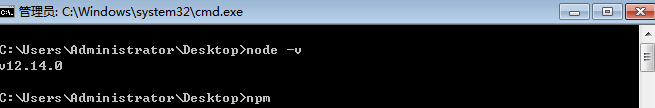 管理员: C:\Windows\system32\cmd.exe
C:\Users\Administrator\Desktop>node -v
v12.14.0
C:\Users\Administrator\Desktop>npm